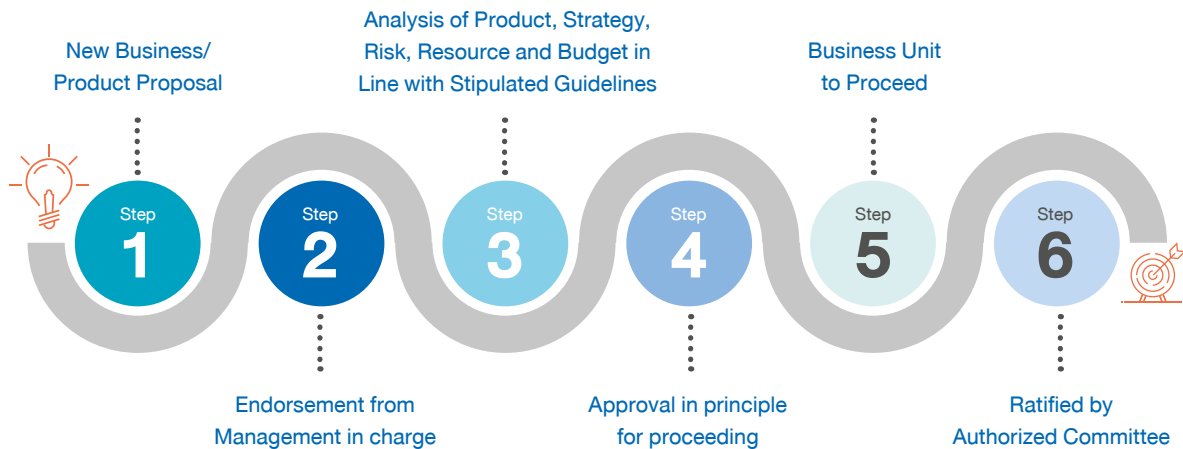 New Business/
Product Proposal
Step
1
Endorsement from
Management in charge
Step
2
Analysis of Product, Strategy,
Risk, Resource and Budget in
Line with Stipulated Guidelines
Step
3
Approval in principle
for proceeding
Step
4
Business Unit
to Proceed
Step
5
Ratified by
Authorized Committee
Step
6